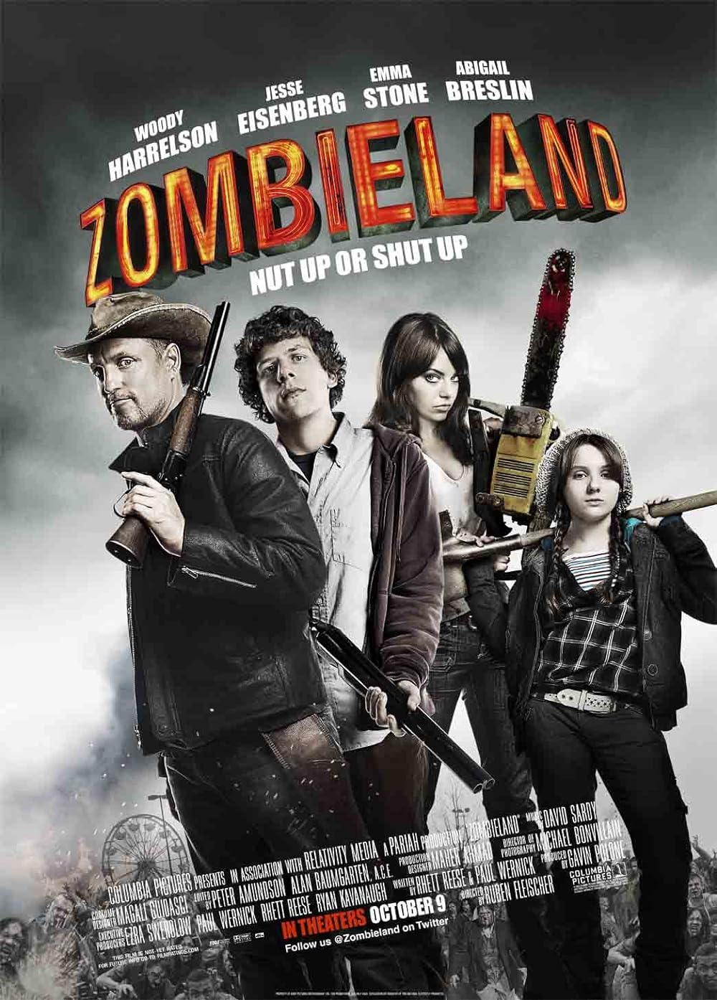 WOODY
HARRELSON
JESSE
EISENBERG
EMMA
STONE
ABIGAIL
BRESLIN
ZOMBIELAND
NUT UP OR SHUT UP
COLUMBIA PICTURES PRESENTS IN ASSOCIATION WITH RELATIVITY MEDIA A PARIAH PRODUCTION "ZOMBIELAND" MUSIC BY DAVID SARDY
COSTUME DESIGNER MAGALI GUIDASCI EDITED BY PETER AMUNDSON ALAN BAUMGARTEN, A.C.E. PRODUCTION DESIGNER MAHER AHMAD DIRECTOR OF PHOTOGRAPHY MICHAEL BONVILLAIN
EXECUTIVE PRODUCERS EZRA SWERDLOW PAUL WERNICK RHETT REESE RYAN KAVANAUGH WRITTEN BY RHETT REESE & PAUL WERNICK PRODUCED BY GAVIN POLONE
DIRECTED BY RUBEN FLEISCHER
COLUMBIA
PICTURES
THIS FILM IS NOT YET RATED.
FOR FUTURE INFO GO TO FILMRATINGS.COM
IN THEATERS OCTOBER 9
Follow us @Zombieland on Twitter